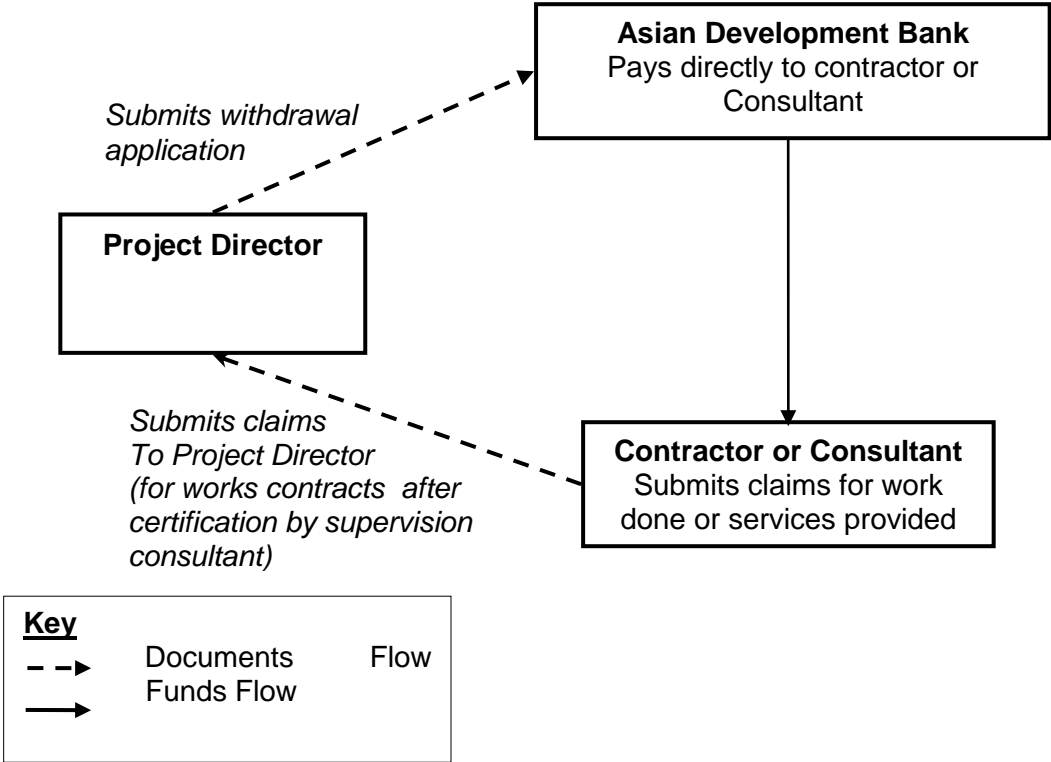 Asian Development Bank
Pays directly to contractor or
Consultant
Submits withdrawal
application
Project Director
Submits claims
To Project Director
(for works contracts  after
certification by supervision
consultant)
Contractor or Consultant
Submits claims for work
done or services provided
Key
Documents Flow
Funds Flow